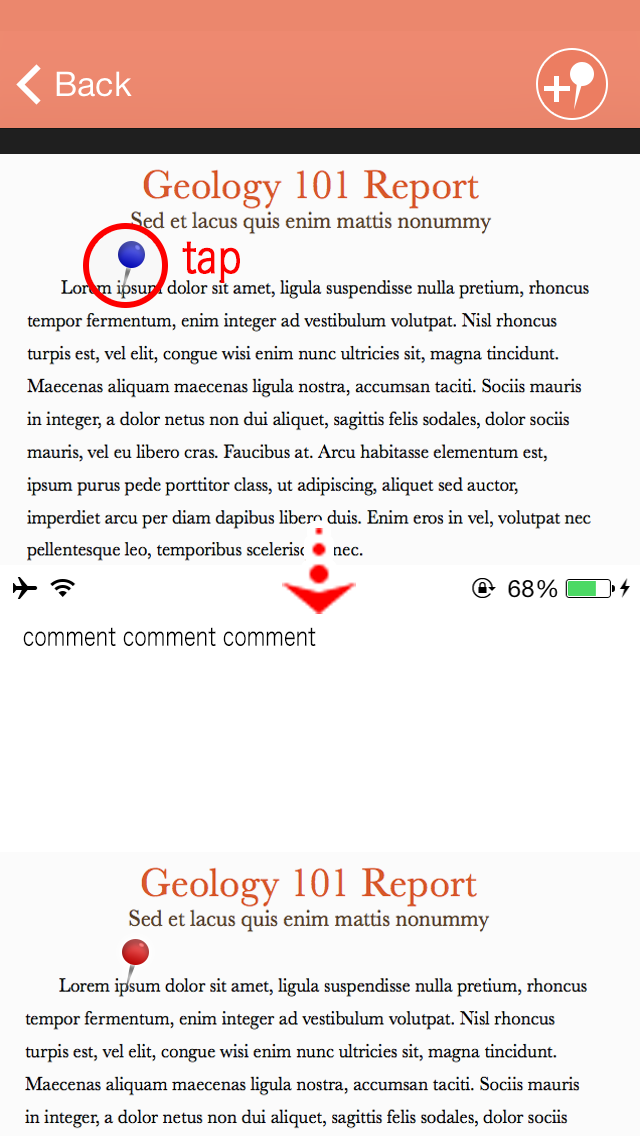 Back
Geology 101 Report
Sed et lacus quis enim mattis nonummy
tap
Lorem ipsum dolor sit amet, ligula suspendisse nulla pretium, rhoncus
tempor fermentum, enim integer ad vestibulum volutpat. Nisl rhoncus
turpis est, vel elit, congue wisi enim nunc ultricies sit, magna tincidunt.
Maecenas aliquam maecenas ligula nostra, accumsan taciti. Sociis mauris
in integer, a dolor netus non dui aliquet, sagittis felis sodales, dolor sociis
mauris, vel eu libero cras. Faucibus at. Arcu habitasse elementum est,
ipsum purus pede porttitor class, ut adipiscing, aliquet sed auctor,
imperdiet arcu per diam dapibus libero duis. Enim eros in vel, volutpat nec
pellentesque leo, temporibus scelerisc nec.
68%
comment comment comment
Geology 101 Report
Sed et lacus quis enim mattis nonummy
Lorem ipsum dolor sit amet, ligula suspendisse nulla pretium, rhoncus
tempor fermentum, enim integer ad vestibulum volutpat. Nisl rhoncus
turpis est, vel elit, congue wisi enim nunc ultricies sit, magna tincidunt.
Maecenas aliquam maecenas ligula nostra, accumsan taciti. Sociis mauris
in integer, a dolor netus non dui aliquet, sagittis felis sodales, dolor sociis